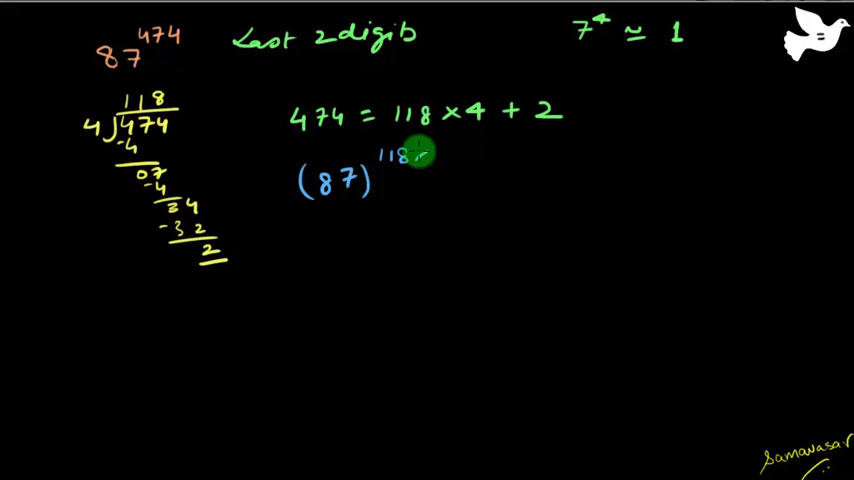 87^474 Last 2 digits 7^4 ≃ 1
118
4 ) 474
-4
07
-4
34
-32
2
474 = 118 × 4 + 2
(87)^118
Samavasar